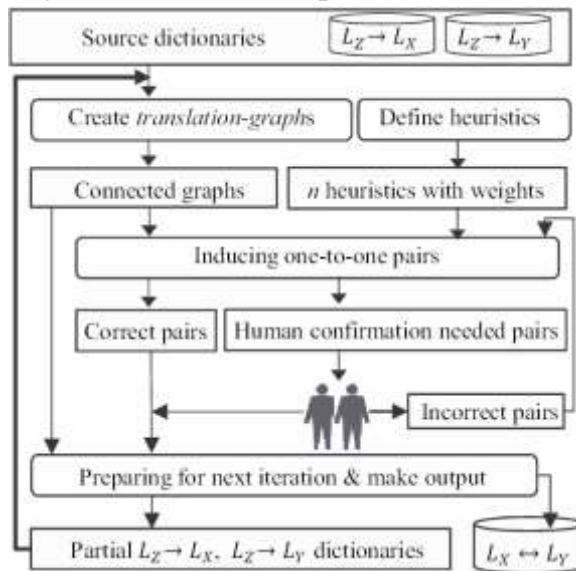 Source dictionaries
L_Z → L_X
L_Z → L_Y
Create translation-graphs
Define heuristics
Connected graphs
n heuristics with weights
Inducing one-to-one pairs
Correct pairs
Human confirmation needed pairs
Incorrect pairs
Preparing for next iteration & make output
Partial L_Z → L_X, L_Z → L_Y dictionaries
L_X ↔ L_Y